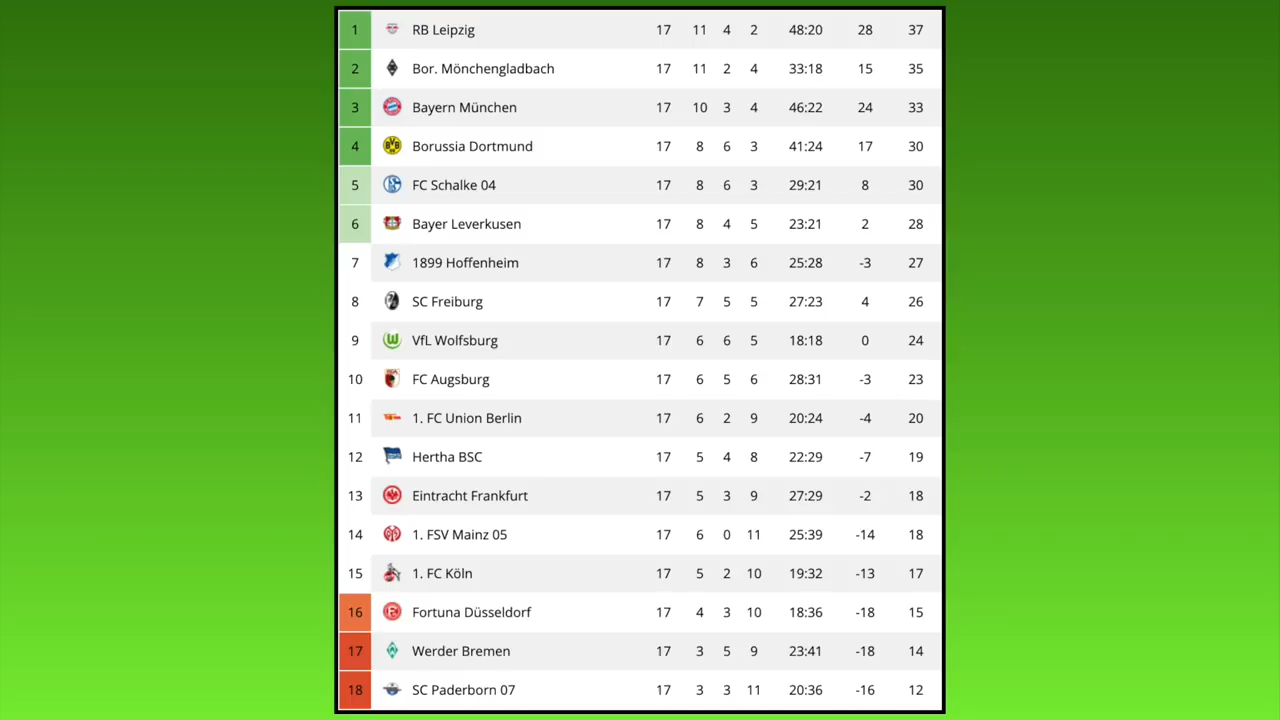 1 RB Leipzig 17 11 4 2 48:20 28 37
2 Bor. Mönchengladbach 17 11 2 4 33:18 15 35
3 Bayern München 17 10 3 4 46:22 24 33
4 Borussia Dortmund 17 8 6 3 41:24 17 30
5 FC Schalke 04 17 8 6 3 29:21 8 30
6 Bayer Leverkusen 17 8 4 5 23:21 2 28
7 1899 Hoffenheim 17 8 3 6 25:28 -3 27
8 SC Freiburg 17 7 5 5 27:23 4 26
9 VfL Wolfsburg 17 6 6 5 18:18 0 24
10 FC Augsburg 17 6 5 6 28:31 -3 23
11 1. FC Union Berlin 17 6 2 9 20:24 -4 20
12 Hertha BSC 17 5 4 8 22:29 -7 19
13 Eintracht Frankfurt 17 5 3 9 27:29 -2 18
14 1. FSV Mainz 05 17 6 0 11 25:39 -14 18
15 1. FC Köln 17 5 2 10 19:32 -13 17
16 Fortuna Düsseldorf 17 4 3 10 18:36 -18 15
17 Werder Bremen 17 3 5 9 23:41 -18 14
18 SC Paderborn 07 17 3 3 11 20:36 -16 12